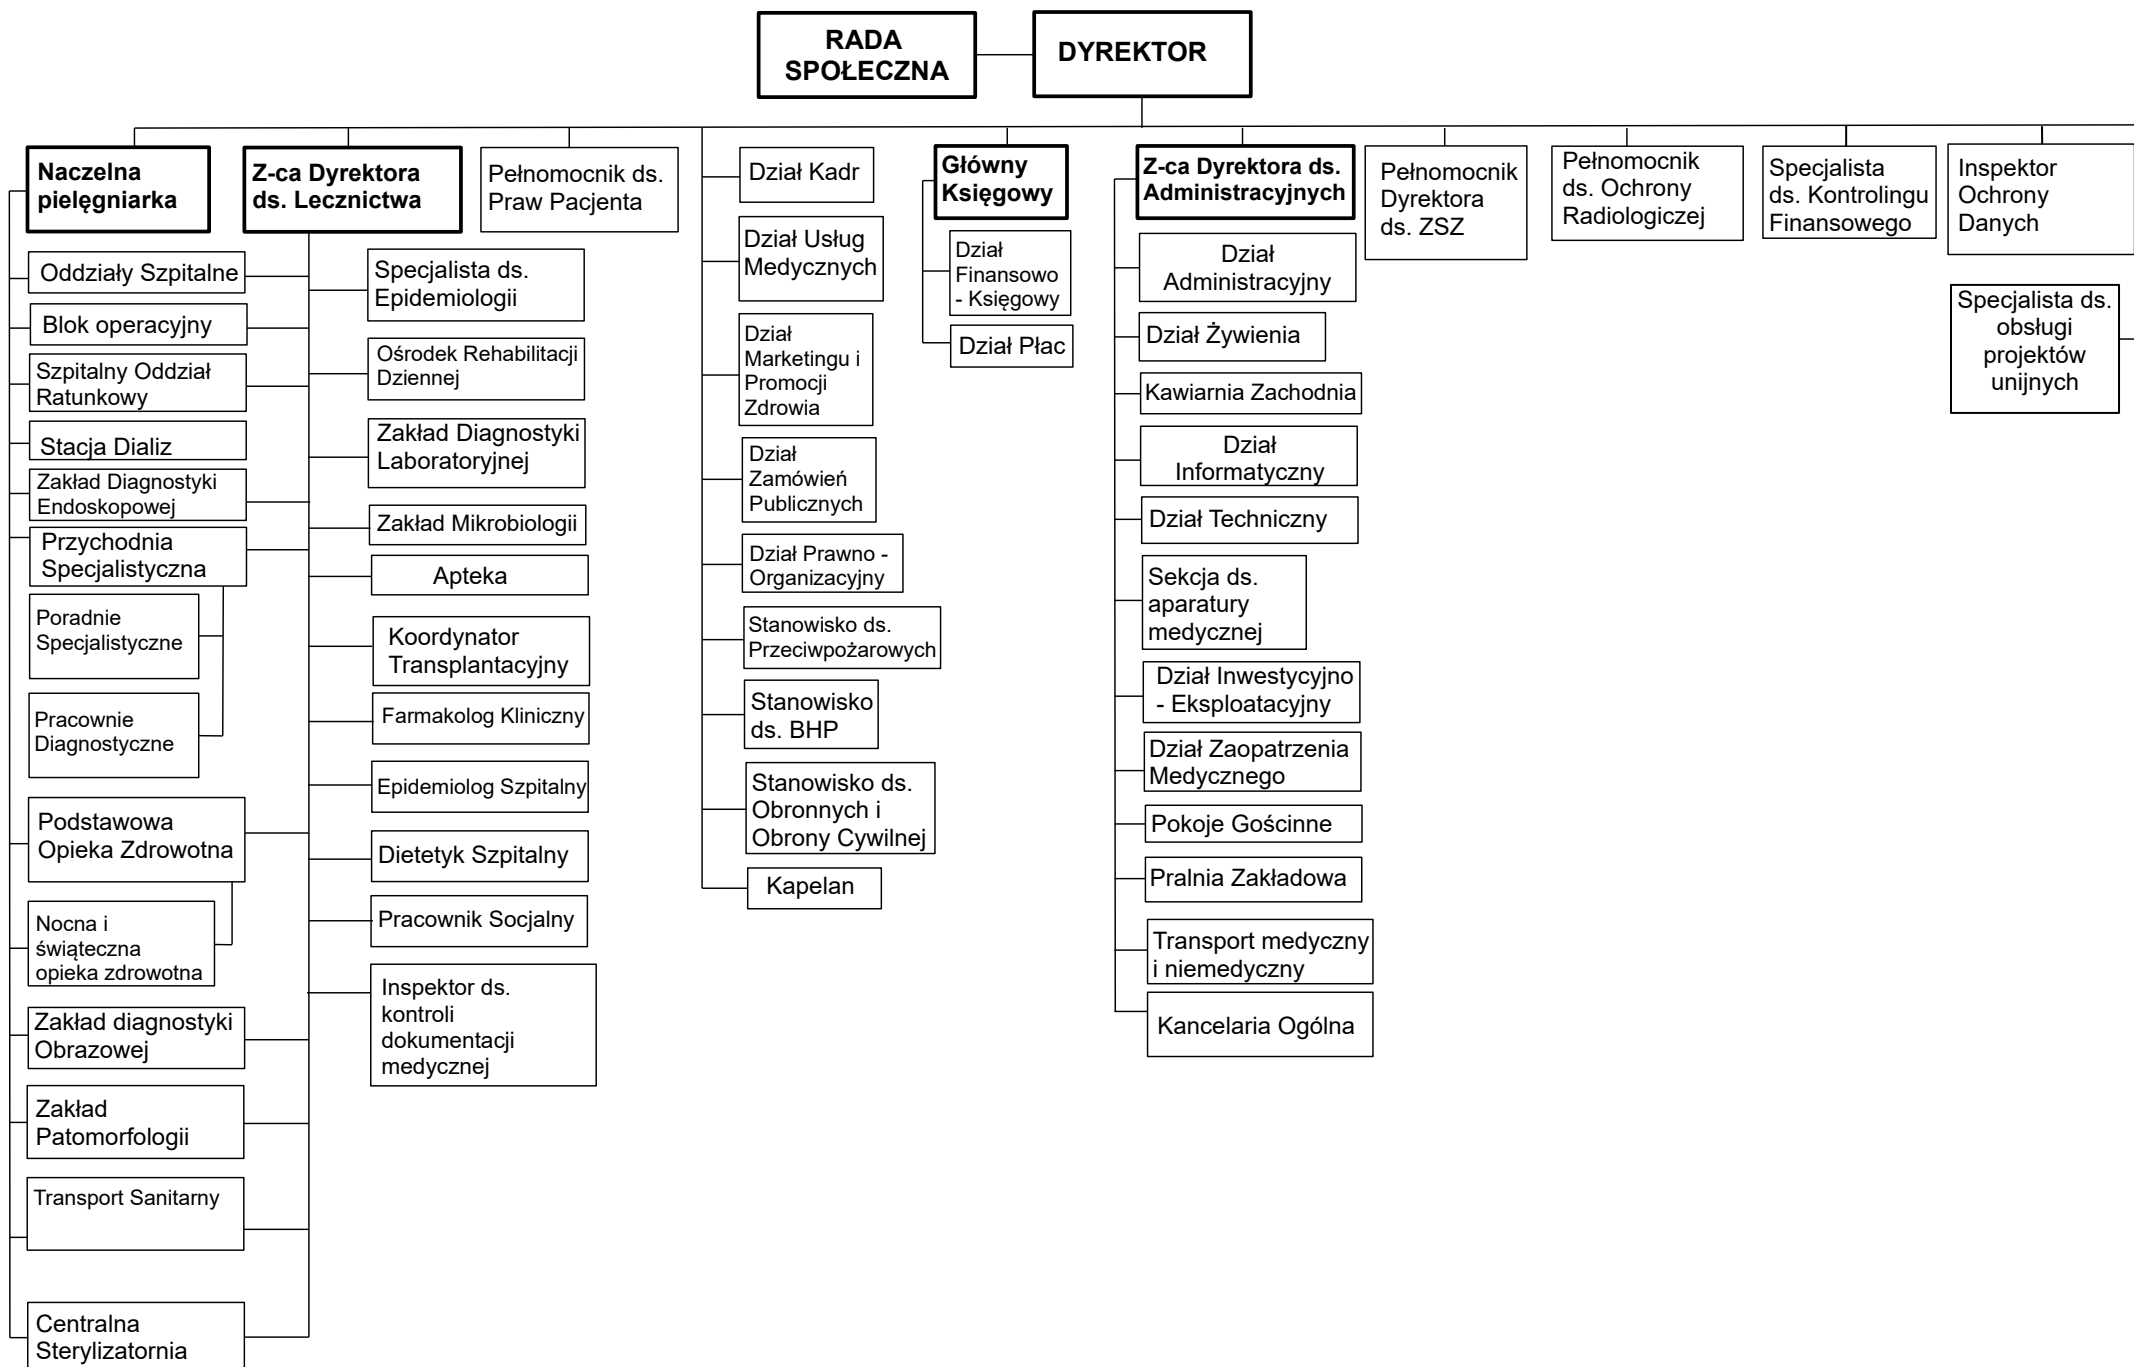 RADA
SPOŁECZNA
DYREKTOR
Naczelna
pielęgniarka
Z-ca Dyrektora
ds. Lecznictwa
Pełnomocnik ds.
Praw Pacjenta
Dział Kadr
Główny
Księgowy
Z-ca Dyrektora ds.
Administracyjnych
Pełnomocnik
Dyrektora
ds. ZSZ
Pełnomocnik
ds. Ochrony
Radiologiczej
Specjalista
ds. Kontrolingu
Finansowego
Inspektor
Ochrony
Danych
Specjalista ds.
obsługi
projektów
unijnych
Oddziały Szpitalne
Blok operacyjny
Szpitalny Oddział
Ratunkowy
Stacja Dializ
Zakład Diagnostyki
Endoskopowej
Przychodnia
Specjalistyczna
Poradnie
Specjalistyczne
Pracownie
Diagnostyczne
Podstawowa
Opieka Zdrowotna
Nocna i
świąteczna
opieka zdrowotna
Zakład diagnostyki
Obrazowej
Zakład
Patomorfologii
Transport Sanitarny
Centralna
Sterylizatornia
Specjalista ds.
Epidemiologii
Ośrodek Rehabilitacji
Dziennej
Zakład Diagnostyki
Laboratoryjnej
Zakład Mikrobiologii
Apteka
Koordynator
Transplantacyjny
Farmakolog Kliniczny
Epidemiolog Szpitalny
Dietetyk Szpitalny
Pracownik Socjalny
Inspektor ds.
kontroli
dokumentacji
medycznej
Dział Usług
Medycznych
Dział
Marketingu i
Promocji
Zdrowia
Dział
Zamówień
Publicznych
Dział Prawno -
Organizacyjny
Stanowisko ds.
Przeciwpożarowych
Stanowisko
ds. BHP
Stanowisko ds.
Obronnych i
Obrony Cywilnej
Kapelan
Dział
Finansowo
- Księgowy
Dział Płac
Dział
Administracyjny
Dział Żywienia
Kawiarnia Zachodnia
Dział
Informatyczny
Dział Techniczny
Sekcja ds.
aparatury
medycznej
Dział Inwestycyjno
- Eksploatacyjny
Dział Zaopatrzenia
Medycznego
Pokoje Gościnne
Pralnia Zakładowa
Transport medyczny
i niemedyczny
Kancelaria Ogólna